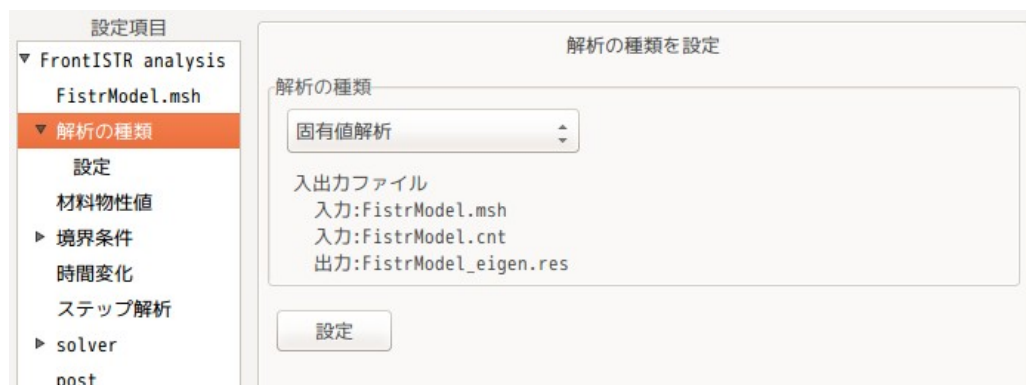 設定項目
FrontISTR analysis
FistrModel.msh
解析の種類
設定
材料物性値
境界条件
時間変化
ステップ解析
solver
post
解析の種類を設定
解析の種類
固有値解析
入出力ファイル
入力:FistrModel.msh
入力:FistrModel.cnt
出力:FistrModel_eigen.res
設定